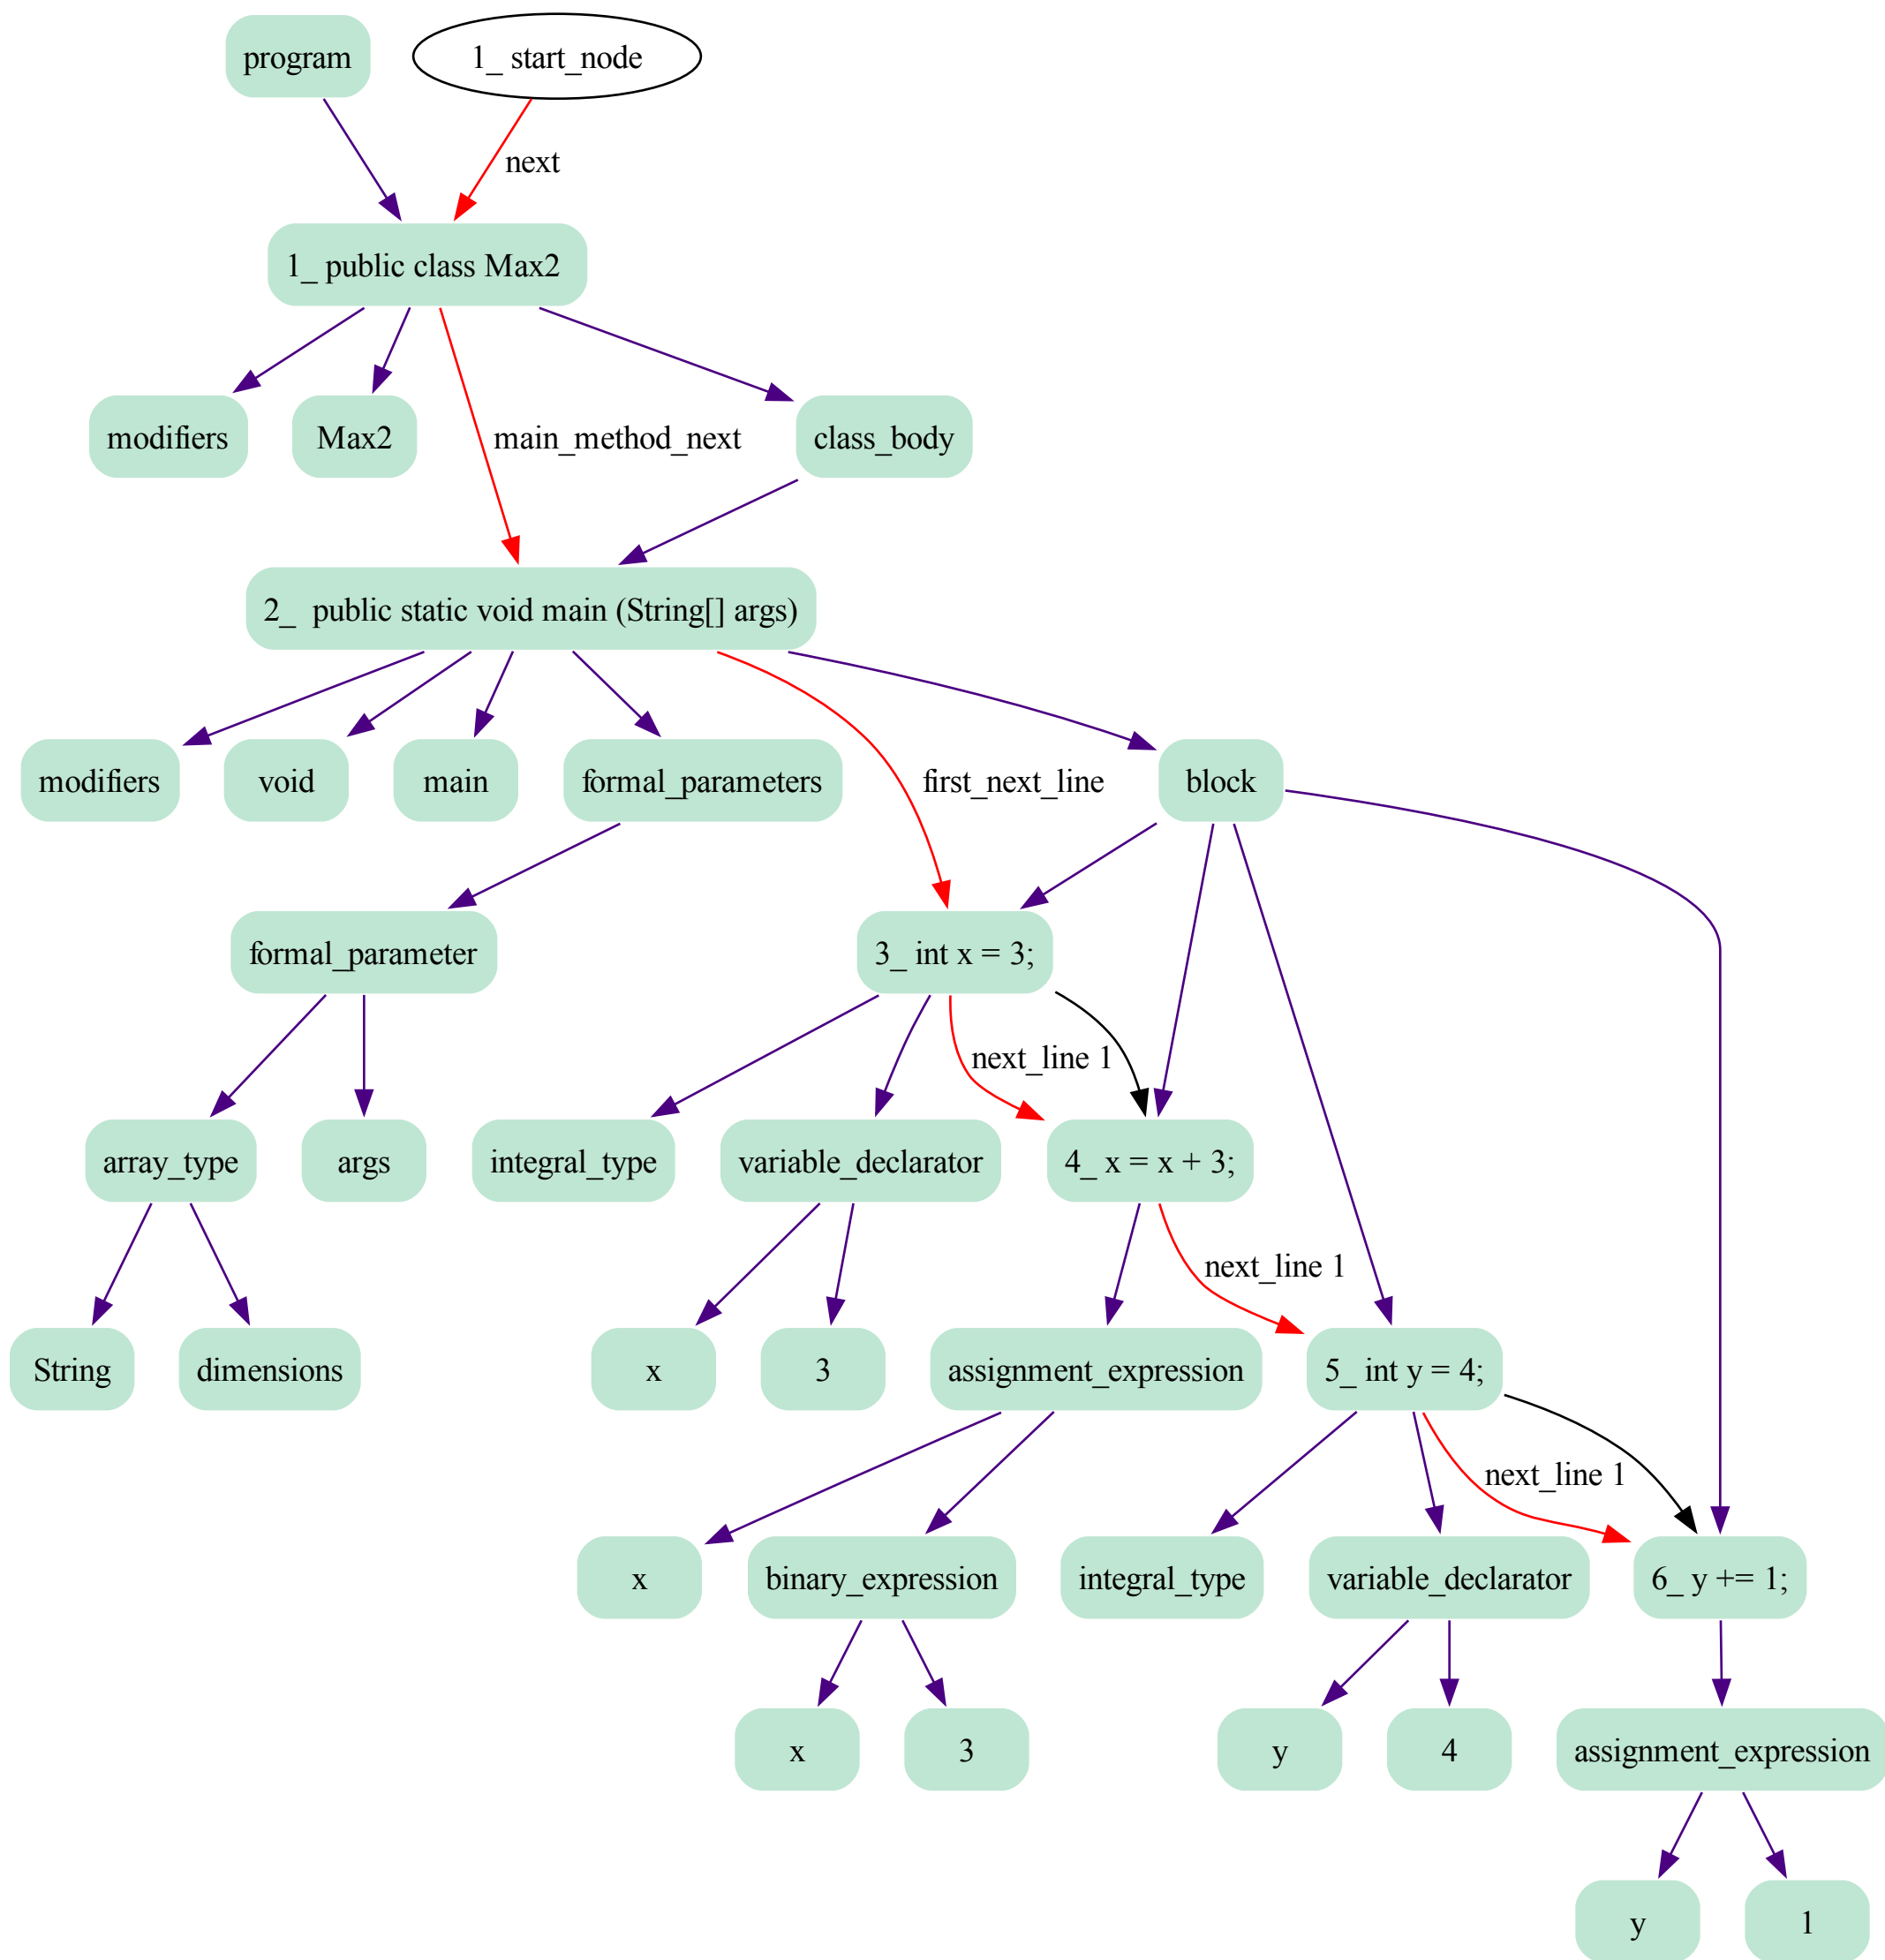 program
1_ start_node
next
1_ public class Max2
modifiers
Max2
main_method_next
class_body
2_  public static void main (String[] args)
modifiers
void
main
formal_parameters
first_next_line
block
formal_parameter
3_ int x = 3;
next_line 1
array_type
args
integral_type
variable_declarator
4_ x = x + 3;
next_line 1
String
dimensions
x
3
assignment_expression
5_ int y = 4;
next_line 1
x
binary_expression
integral_type
variable_declarator
6_ y += 1;
x
3
y
4
assignment_expression
y
1